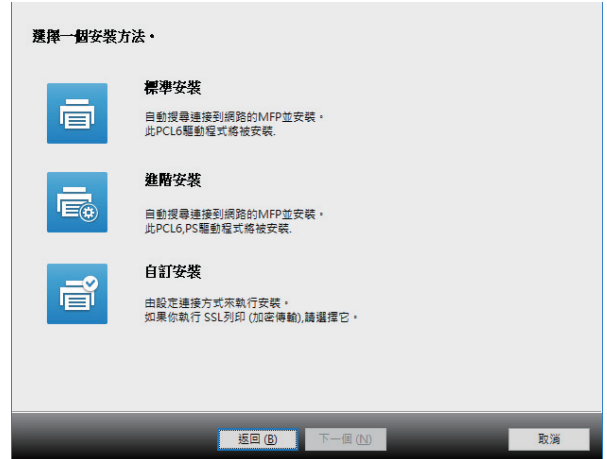 選擇一個安裝方法。
標準安裝
自動搜尋連接到網路的MFP並安裝。
此PCL6驅動程式將被安裝.
進階安裝
自動搜尋連接到網路的MFP並安裝。
此PCL6,PS驅動程式將被安裝.
自訂安裝
由設定連接方式來執行安裝。
如果你執行 SSL列印 (加密傳輸),請選擇它。
返回 (B)
下一個 (N)
取消